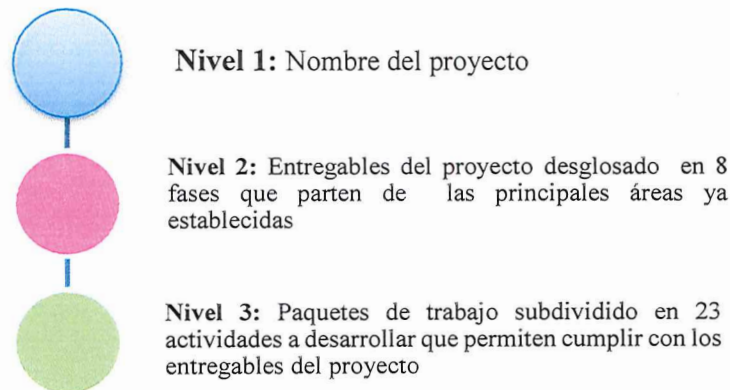 Nivel 1: Nombre del proyecto
Nivel 2: Entregables del proyecto desglosado en 8
fases que parten de las principales áreas ya
establecidas
Nivel 3: Paquetes de trabajo subdividido en 23
actividades a desarrollar que permiten cumplir con los
entregables del proyecto